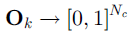 O_k → [0, 1]^{N_c}